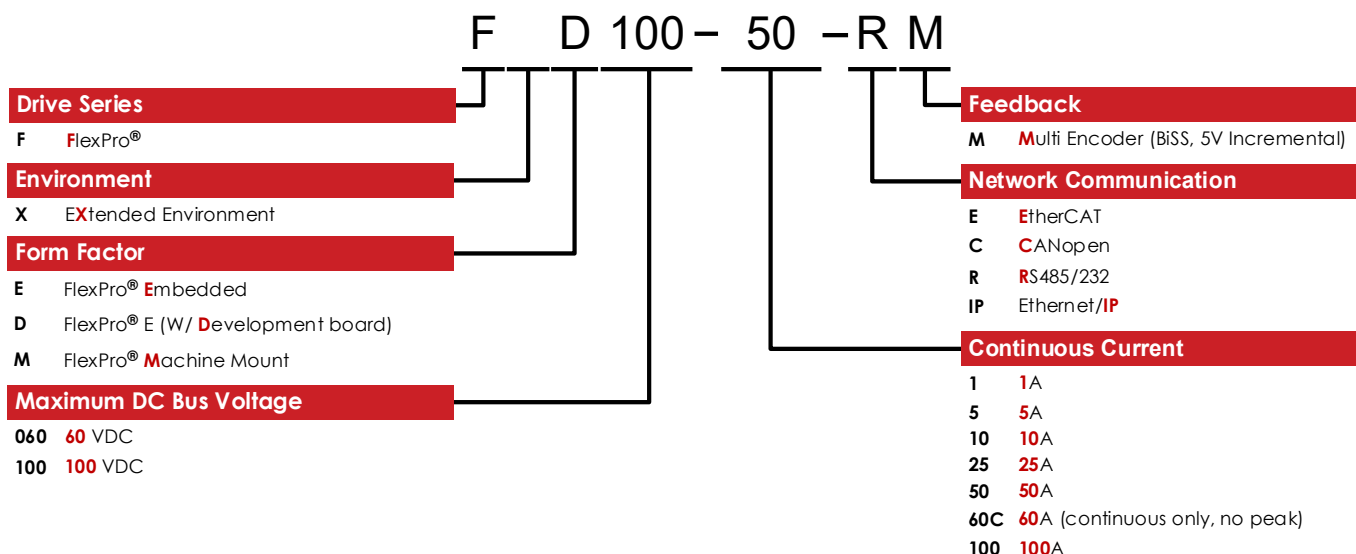 F D 100 – 50 – R M
Drive Series
F FlexPro®
Environment
X EXtended Environment
Form Factor
E FlexPro® Embedded
D FlexPro® E (W/ Development board)
M FlexPro® Machine Mount
Maximum DC Bus Voltage
060 60 VDC
100 100 VDC
Feedback
M Multi Encoder (BiSS, 5V Incremental)
Network Communication
E EtherCAT
C CANopen
R RS485/232
IP Ethernet/IP
Continuous Current
1 1A
5 5A
10 10A
25 25A
50 50A
60C 60A (continuous only, no peak)
100 100A